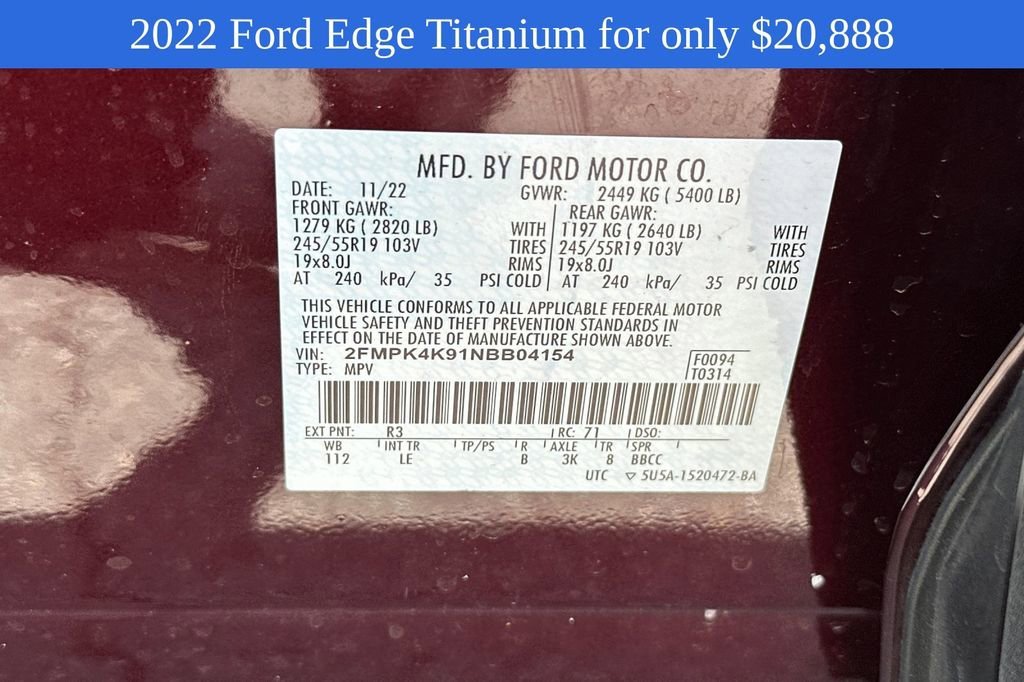 2022 Ford Edge Titanium for only $20,888
MFD. BY FORD MOTOR CO.
DATE: 11/22 GVWR: 2449 KG ( 5400 LB)
FRONT GAWR: REAR GAWR:
1279 KG ( 2820 LB) WITH 1197 KG ( 2640 LB) WITH
245/55R19 103V TIRES 245/55R19 103V TIRES
19x8.0J RIMS 19x8.0J RIMS
AT 240 kPa/ 35 PSI COLD AT 240 kPa/ 35 PSI COLD
THIS VEHICLE CONFORMS TO ALL APPLICABLE FEDERAL MOTOR
VEHICLE SAFETY AND THEFT PREVENTION STANDARDS IN
EFFECT ON THE DATE OF MANUFACTURE SHOWN ABOVE.
VIN: 2FMPK4K91NBB04154 F0094
TYPE: MPV T0314
EXT PNT: R3 RC: 71 DSO:
WB INT TR TP/PS R AXLE TR SPR
112 LE B 3K 8 BBCC
UTC ▽ 5U5A-1520472-BA